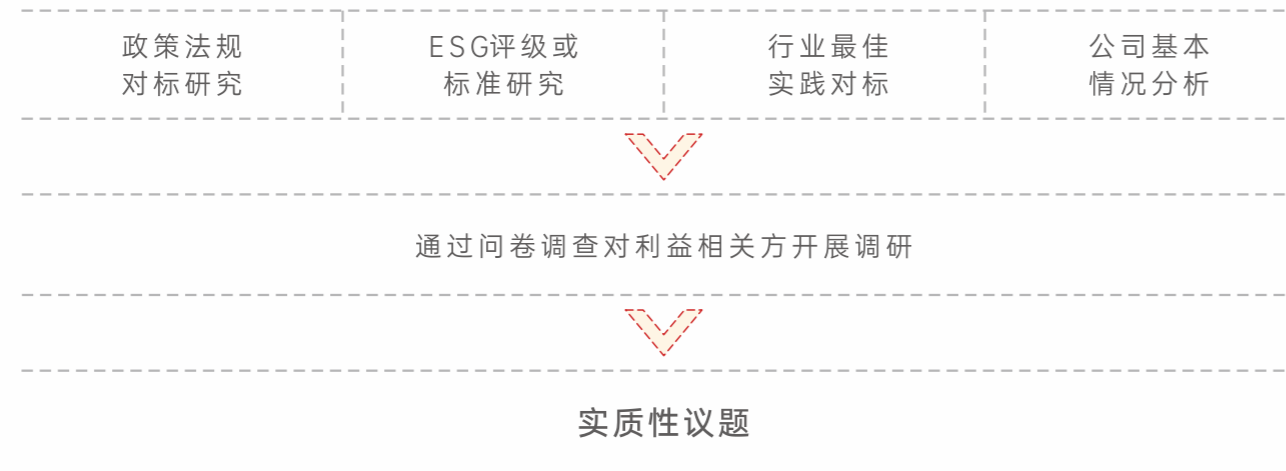 政策法规
对标研究
ESG评级或
标准研究
行业最佳
实践对标
公司基本
情况分析
通过问卷调查对利益相关方开展调研
实质性议题